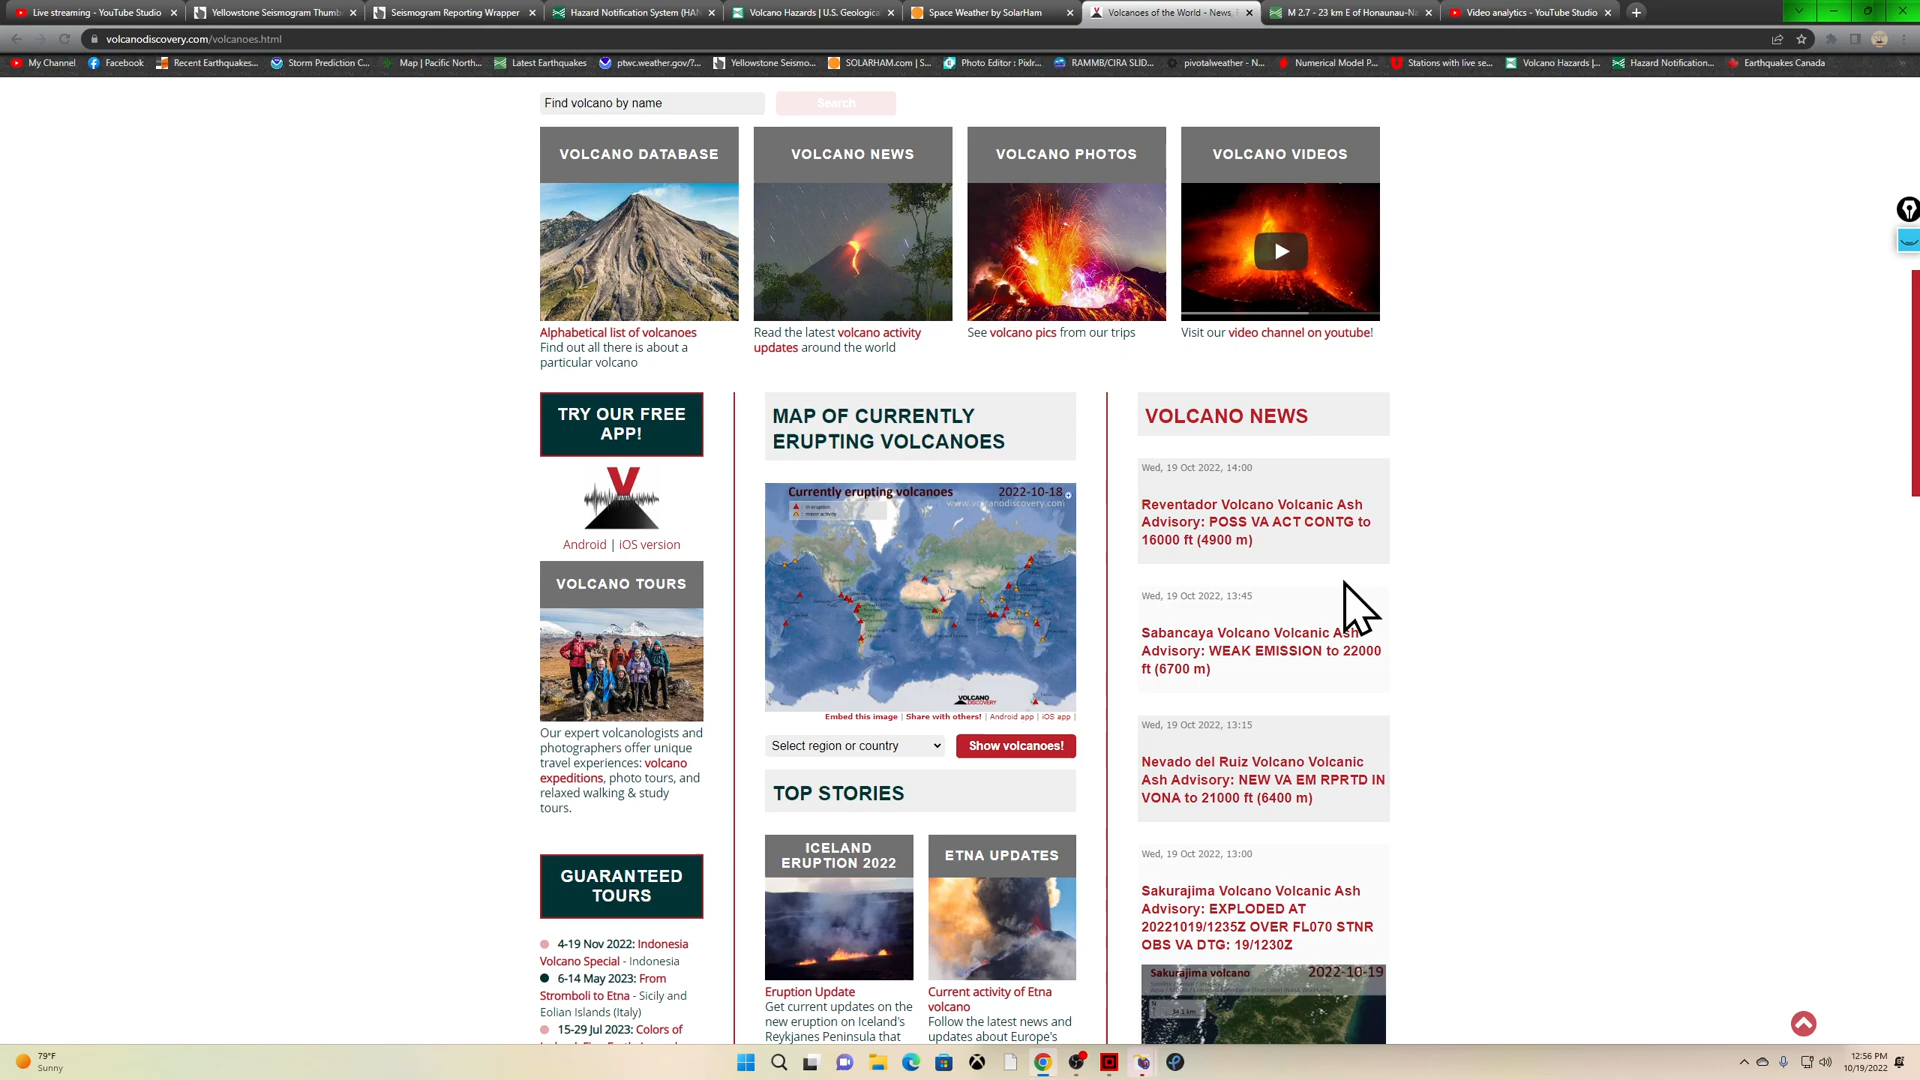 Live streaming - YouTube Studio
Yellowstone Seismogram Thumb
Seismogram Reporting Wrapper
Hazard Notification System (HAN
Volcano Hazards | U.S. Geologica
Space Weather by SolarHam
Volcanoes of the World - News,
M 2.7 - 23 km E of Honaunau-Na
Video analytics - YouTube Studio
volcanodiscovery.com/volcanoes.html
My Channel
Facebook
Recent Earthquakes...
Storm Prediction C...
Map | Pacific North...
Latest Earthquakes
ptwc.weather.gov/?...
Yellowstone Seismo...
SOLARHAM.com | S...
Photo Editor : Pixlr...
RAMMB/CIRA SLID...
pivotalweather - N...
Numerical Model P...
Stations with live se...
Volcano Hazards |...
Hazard Notification...
Earthquakes Canada
Find volcano by name
Search
VOLCANO DATABASE
VOLCANO NEWS
VOLCANO PHOTOS
VOLCANO VIDEOS
Alphabetical list of volcanoes
Find out all there is about a
particular volcano
Read the latest volcano activity
updates around the world
See volcano pics from our trips
Visit our video channel on youtube!
TRY OUR FREE
APP!
Android | iOS version
VOLCANO TOURS
Our expert volcanologists and
photographers offer unique
travel experiences: volcano
expeditions, photo tours, and
relaxed walking & study
tours.
GUARANTEED
TOURS
4-19 Nov 2022: Indonesia
Volcano Special - Indonesia
6-14 May 2023: From
Stromboli to Etna - Sicily and
Eolian Islands (Italy)
15-29 Jul 2023: Colors of
MAP OF CURRENTLY
ERUPTING VOLCANOES
Currently erupting volcanoes 2022-10-18
www.volcanodiscovery.com
in eruption
minor activity
VOLCANO
DISCOVERY
Embed this image | Share with others! | Android app | iOS app |
Select region or country
Show volcanoes!
TOP STORIES
ICELAND
ERUPTION 2022
Eruption Update
Get current updates on the
new eruption on Iceland's
Reykjanes Peninsula that
ETNA UPDATES
Current activity of Etna
volcano
Follow the latest news and
updates about Europe's
VOLCANO NEWS
Wed, 19 Oct 2022, 14:00
Reventador Volcano Volcanic Ash
Advisory: POSS VA ACT CONTG to
16000 ft (4900 m)
Wed, 19 Oct 2022, 13:45
Sabancaya Volcano Volcanic Ash
Advisory: WEAK EMISSION to 22000
ft (6700 m)
Wed, 19 Oct 2022, 13:15
Nevado del Ruiz Volcano Volcanic
Ash Advisory: NEW VA EM RPRTD IN
VONA to 21000 ft (6400 m)
Wed, 19 Oct 2022, 13:00
Sakurajima Volcano Volcanic Ash
Advisory: EXPLODED AT
20221019/1235Z OVER FL070 STNR
OBS VA DTG: 19/1230Z
Sakurajima volcano 2022-10-19
79°F
Sunny
12:56 PM
10/19/2022